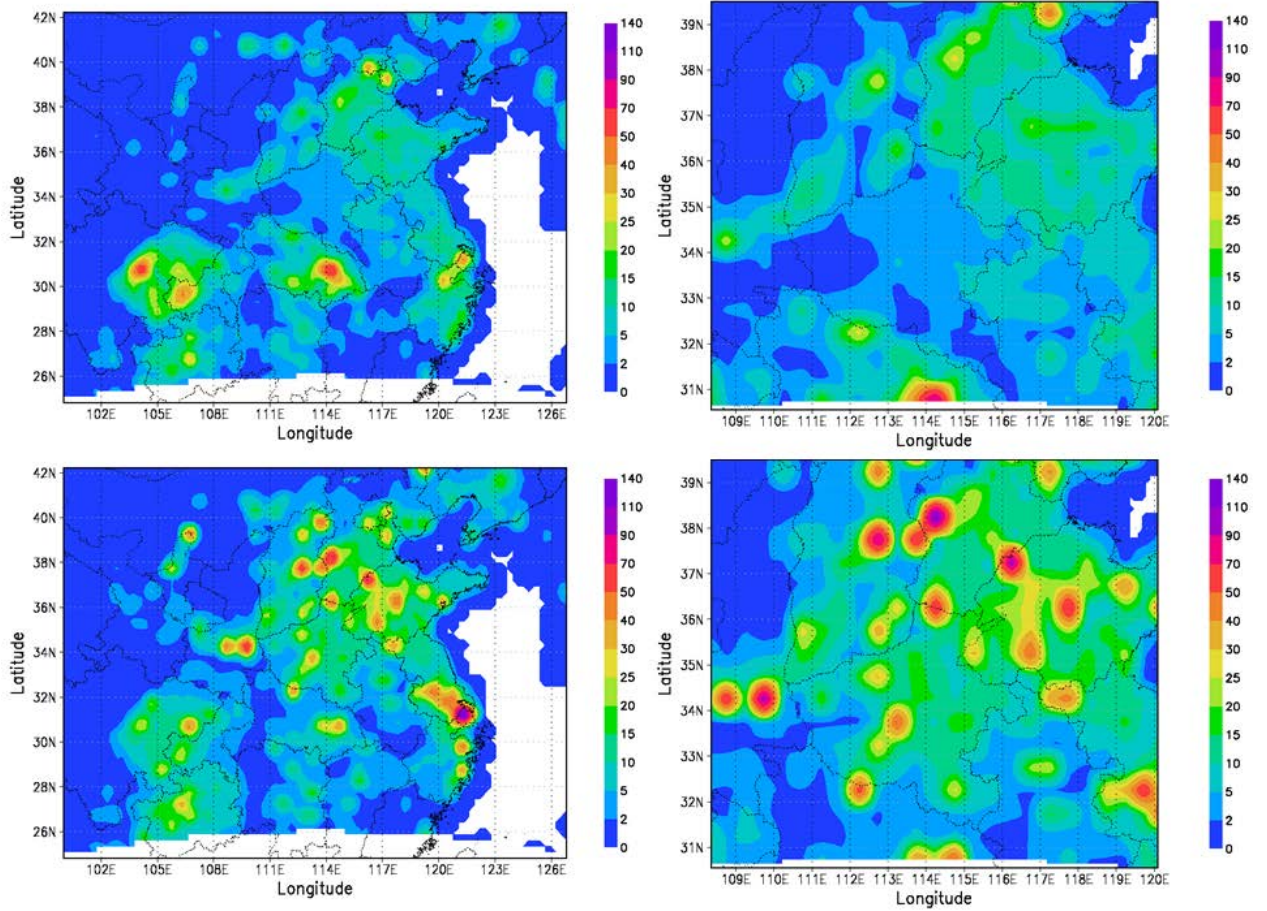 42N
40N
38N
36N
34N
32N
30N
28N
26N
Latitude
102E 105E 108E 111E 114E 117E 120E 123E 126E
Longitude
140
110
90
70
50
40
30
25
20
15
10
5
2
0
39N
38N
37N
36N
35N
34N
33N
32N
31N
Latitude
109E 110E 111E 112E 113E 114E 115E 116E 117E 118E 119E 120E
Longitude
140
110
90
70
50
40
30
25
20
15
10
5
2
0
42N
40N
38N
36N
34N
32N
30N
28N
26N
Latitude
102E 105E 108E 111E 114E 117E 120E 123E 126E
Longitude
140
110
90
70
50
40
30
25
20
15
10
5
2
0
39N
38N
37N
36N
35N
34N
33N
32N
31N
Latitude
109E 110E 111E 112E 113E 114E 115E 116E 117E 118E 119E 120E
Longitude
140
110
90
70
50
40
30
25
20
15
10
5
2
0